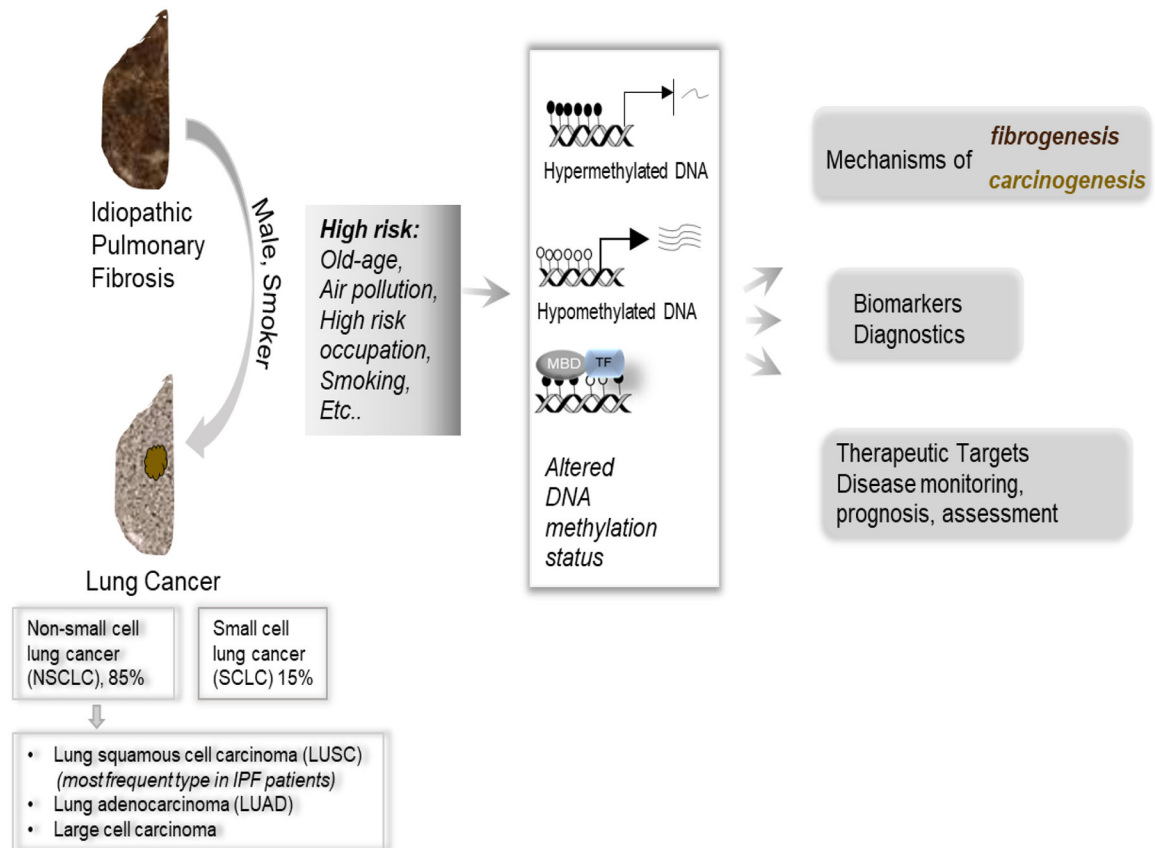 Idiopathic
Pulmonary
Fibrosis
Male, Smoker
Lung Cancer
Non-small cell
lung cancer
(NSCLC), 85%
Small cell
lung cancer
(SCLC) 15%
• Lung squamous cell carcinoma (LUSC)
(most frequent type in IPF patients)
• Lung adenocarcinoma (LUAD)
• Large cell carcinoma
High risk:
Old-age,
Air pollution,
High risk
occupation,
Smoking,
Etc..
Hypermethylated DNA
Hypomethylated DNA
MBD
TF
Altered
DNA
methylation
status
Mechanisms of
fibrogenesis
carcinogenesis
Biomarkers
Diagnostics
Therapeutic Targets
Disease monitoring,
prognosis, assessment